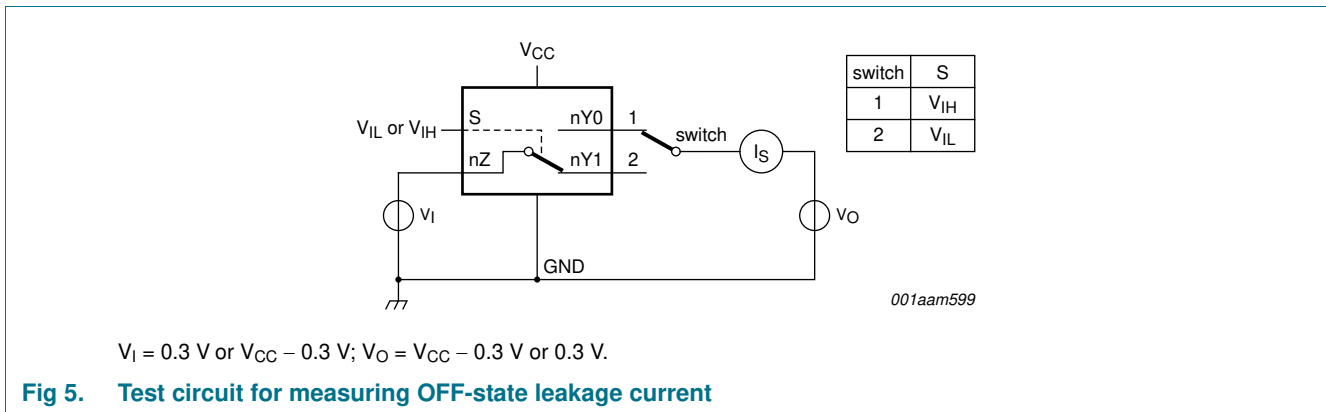 VCC
switch S
1 VIH
2 VIL
VIL or VIH
S
nY0
1
switch
IS
nZ
nY1
2
VI
VO
GND
001aam599
VI = 0.3 V or VCC − 0.3 V; VO = VCC − 0.3 V or 0.3 V.
Fig 5. Test circuit for measuring OFF-state leakage current